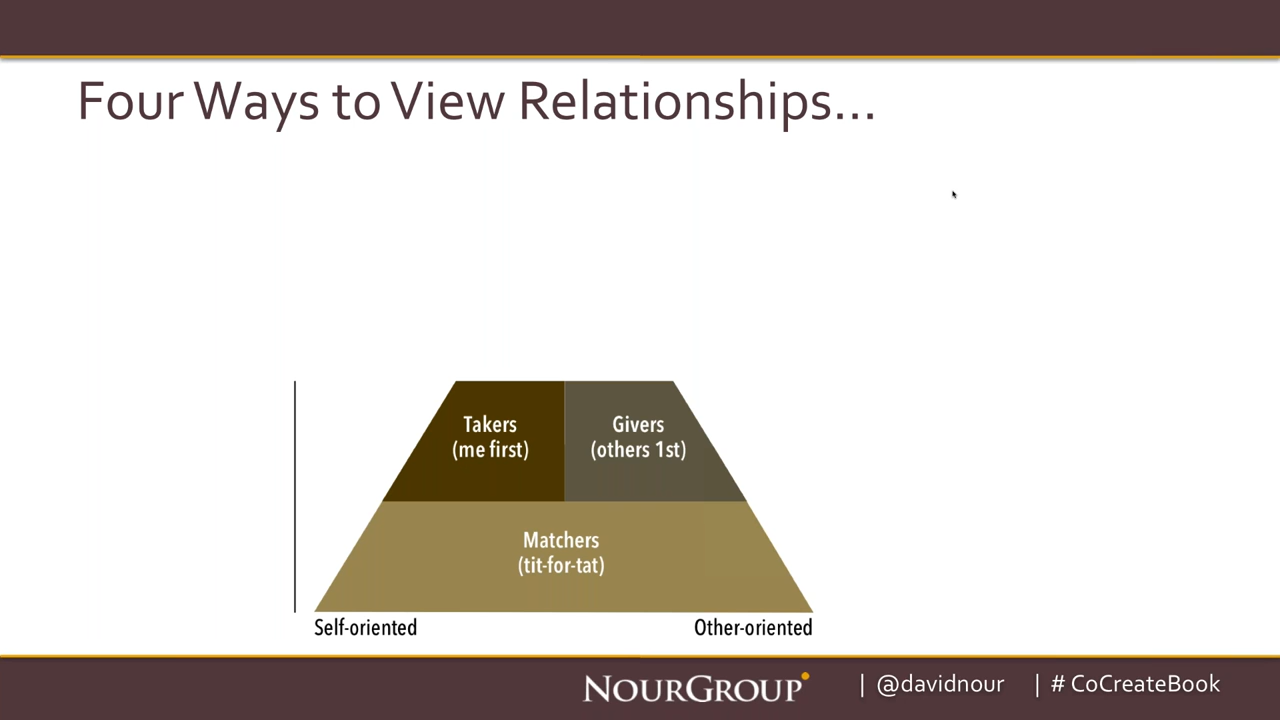 Four Ways to View Relationships...
Takers
(me first)
Givers
(others 1st)
Matchers
(tit-for-tat)
Self-oriented
Other-oriented
NOURGROUP
| @davidnour | # CoCreateBook